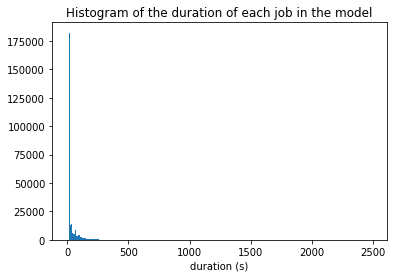 Histogram of the duration of each job in the model
175000
150000
125000
100000
75000
50000
25000
0
0 500 1000 1500 2000 2500
duration (s)